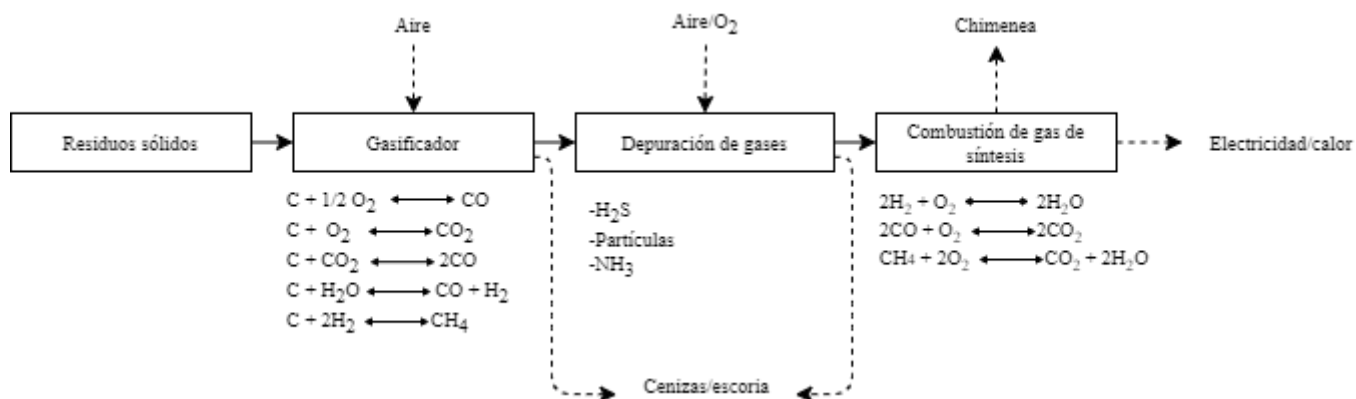 Aire
Aire/O₂
Chimenea
Residuos sólidos
Gasificador
Depuración de gases
Combustión de gas de
síntesis
Electricidad/calor
C + 1/2 O₂ ⟷ CO
C + O₂ ⟷ CO₂
C + CO₂ ⟷ 2CO
C + H₂O ⟷ CO + H₂
C + 2H₂ ⟷ CH₄
-H₂S
-Partículas
-NH₃
2H₂ + O₂ ⟷ 2H₂O
2CO + O₂ ⟷ 2CO₂
CH₄ + 2O₂ ⟷ CO₂ + 2H₂O
Cenizas/escoria